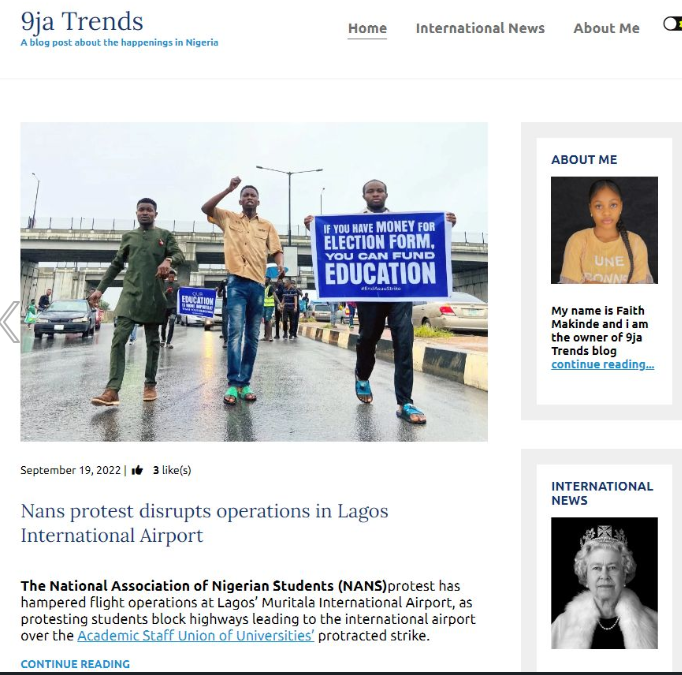 9ja Trends
A blog post about the happenings in Nigeria
Home International News About Me
IF YOU HAVE MONEY FOR
ELECTION FORM,
YOU CAN FUND
EDUCATION
EDUCATION
September 19, 2022 | 3 like(s)
Nans protest disrupts operations in Lagos
International Airport
The National Association of Nigerian Students (NANS)protest has
hampered flight operations at Lagos’ Muritala International Airport, as
protesting students block highways leading to the international airport
over the Academic Staff Union of Universities’ protracted strike.
CONTINUE READING
ABOUT ME
UNE
My name is Faith
Makinde and i am
the owner of 9ja
Trends blog
continue reading...
INTERNATIONAL
NEWS